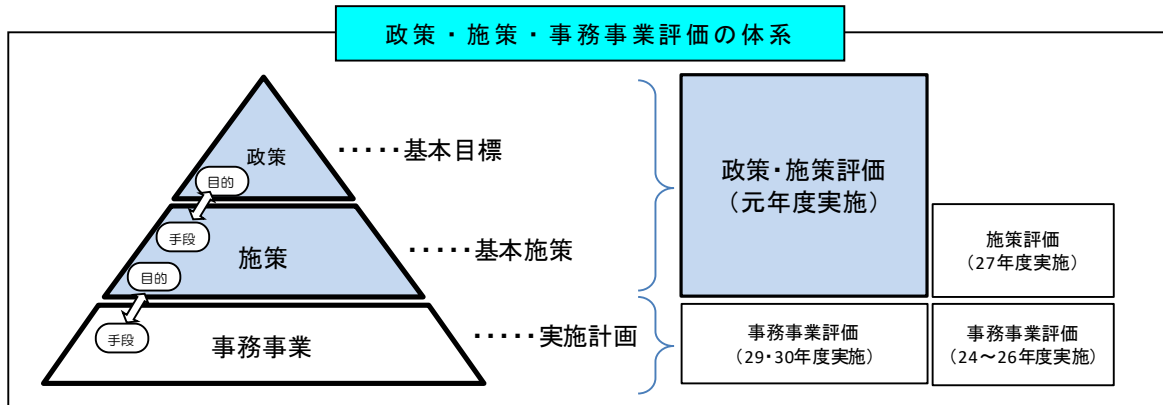 政策・施策・事務事業評価の体系
政策
・・・・・基本目標
目的
手段
施策
・・・・・基本施策
目的
手段
事務事業
・・・・・実施計画
政策・施策評価
（元年度実施）
施策評価
（27年度実施）
事務事業評価
（29・30年度実施）
事務事業評価
（24～26年度実施）